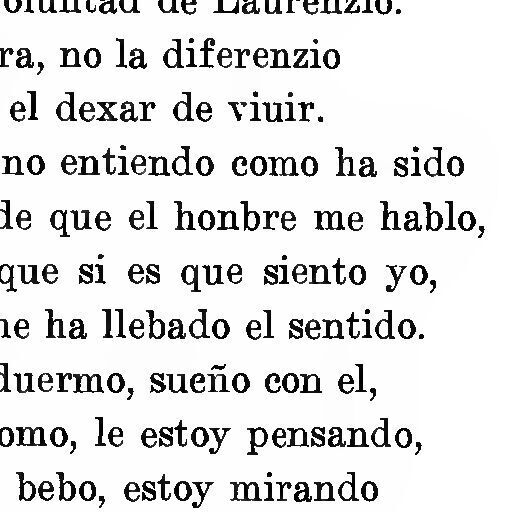 voluntad de Laurenzio.
ra, no la diferenzio
el dexar de viuir.
no entiendo como ha sido
de que el honbre me hablo,
que si es que siento yo,
me ha llebado el sentido.
duermo, sueño con el,
omo, le estoy pensando,
bebo, estoy mirando